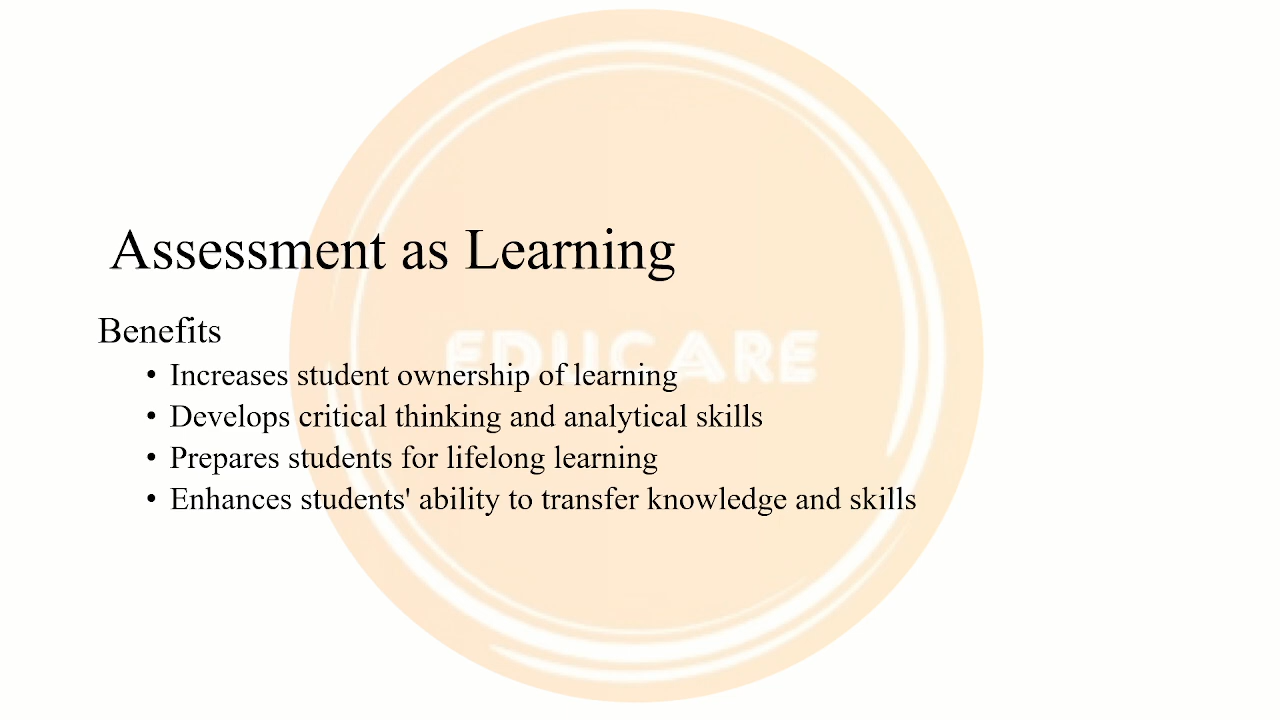 Assessment as Learning
Benefits
EDUCARE
• Increases student ownership of learning
• Develops critical thinking and analytical skills
• Prepares students for lifelong learning
• Enhances students' ability to transfer knowledge and skills